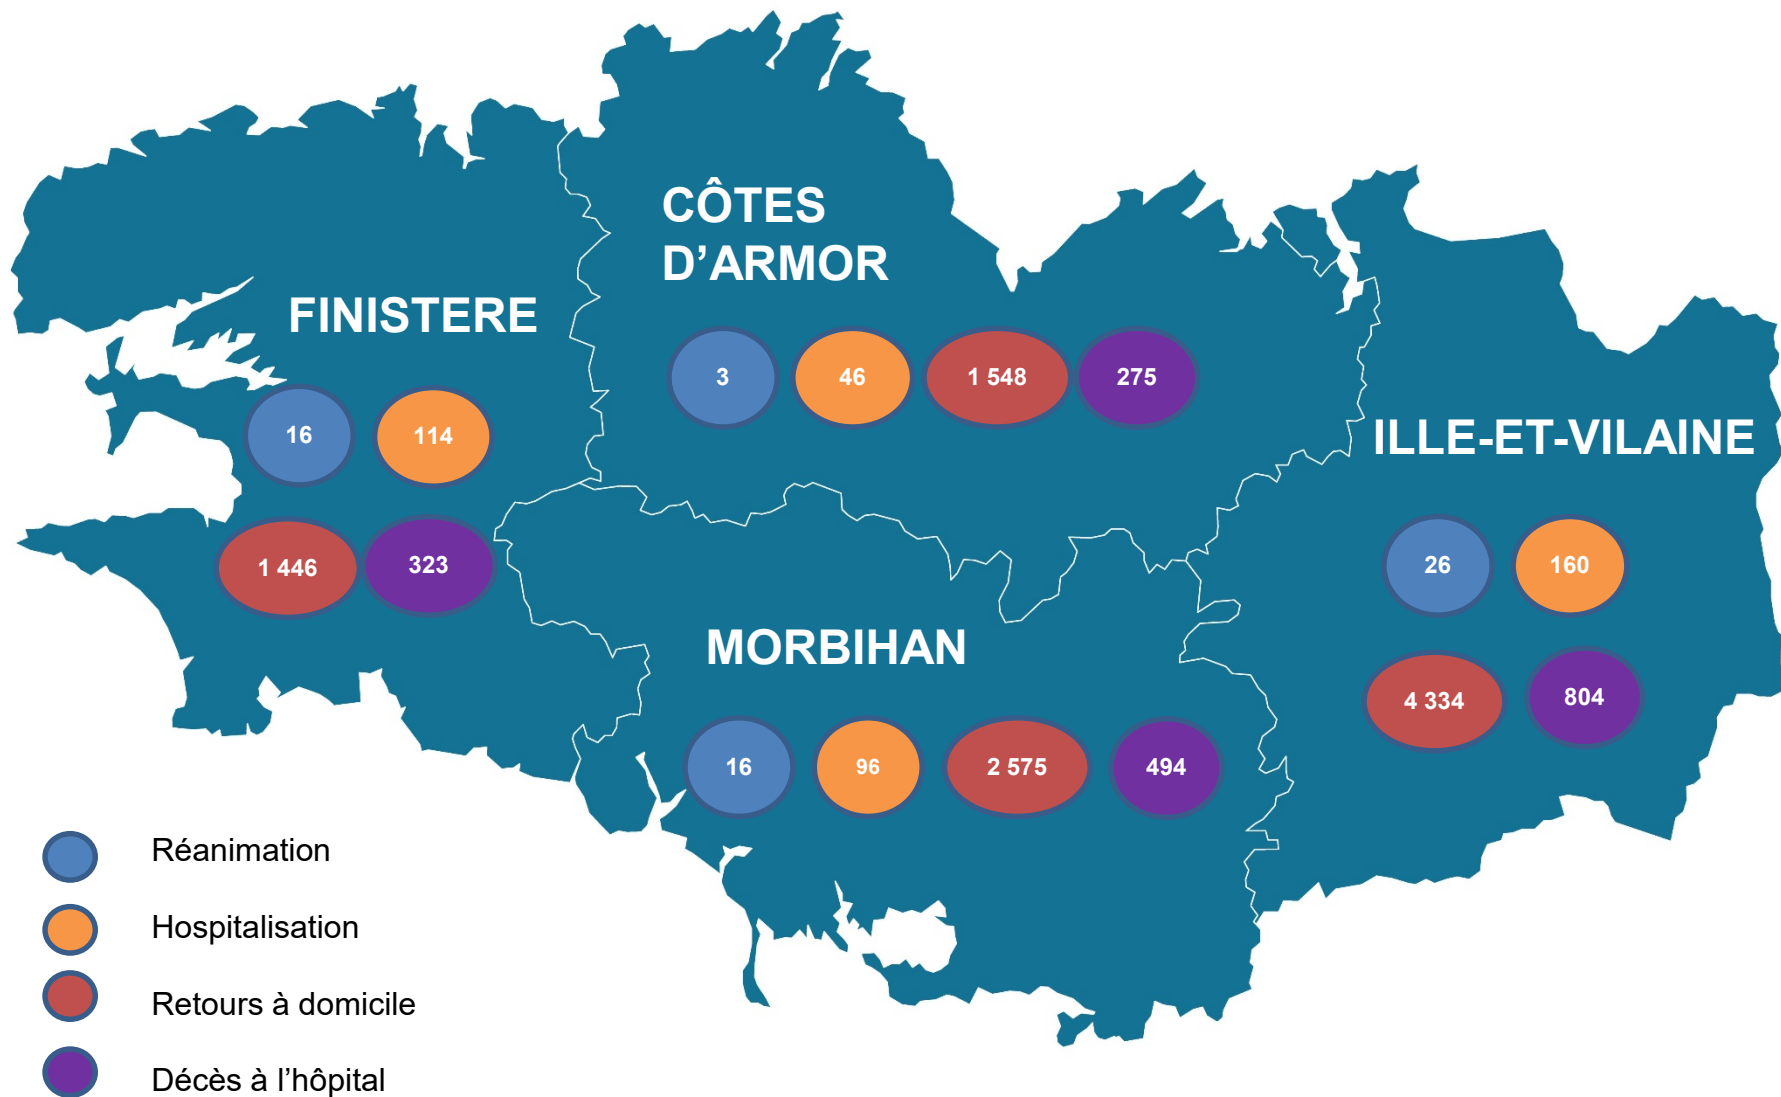 CÔTES
D’ARMOR
3 46 1 548 275
FINISTERE
16 114
1 446 323
ILLE-ET-VILAINE
26 160
4 334 804
MORBIHAN
16 96 2 575 494
Réanimation
Hospitalisation
Retours à domicile
Décès à l’hôpital